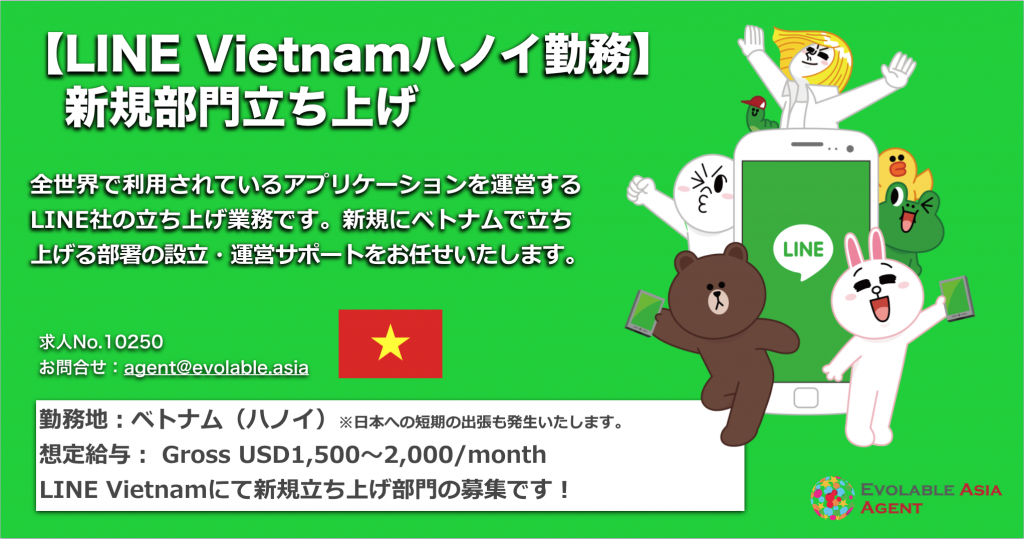 【LINE Vietnamハノイ勤務】
新規部門立ち上げ
全世界で利用されているアプリケーションを運営する
LINE社の立ち上げ業務です。新規にベトナムで立ち
上げる部署の設立・運営サポートをお任せいたします。
LINE
求人No.10250
お問合せ：agent@evolable.asia
勤務地：ベトナム（ハノイ）※日本への短期の出張も発生いたします。
想定給与： Gross USD1,500〜2,000/month
LINE Vietnamにて新規立ち上げ部門の募集です！
EVOLABLE ASIA
AGENT